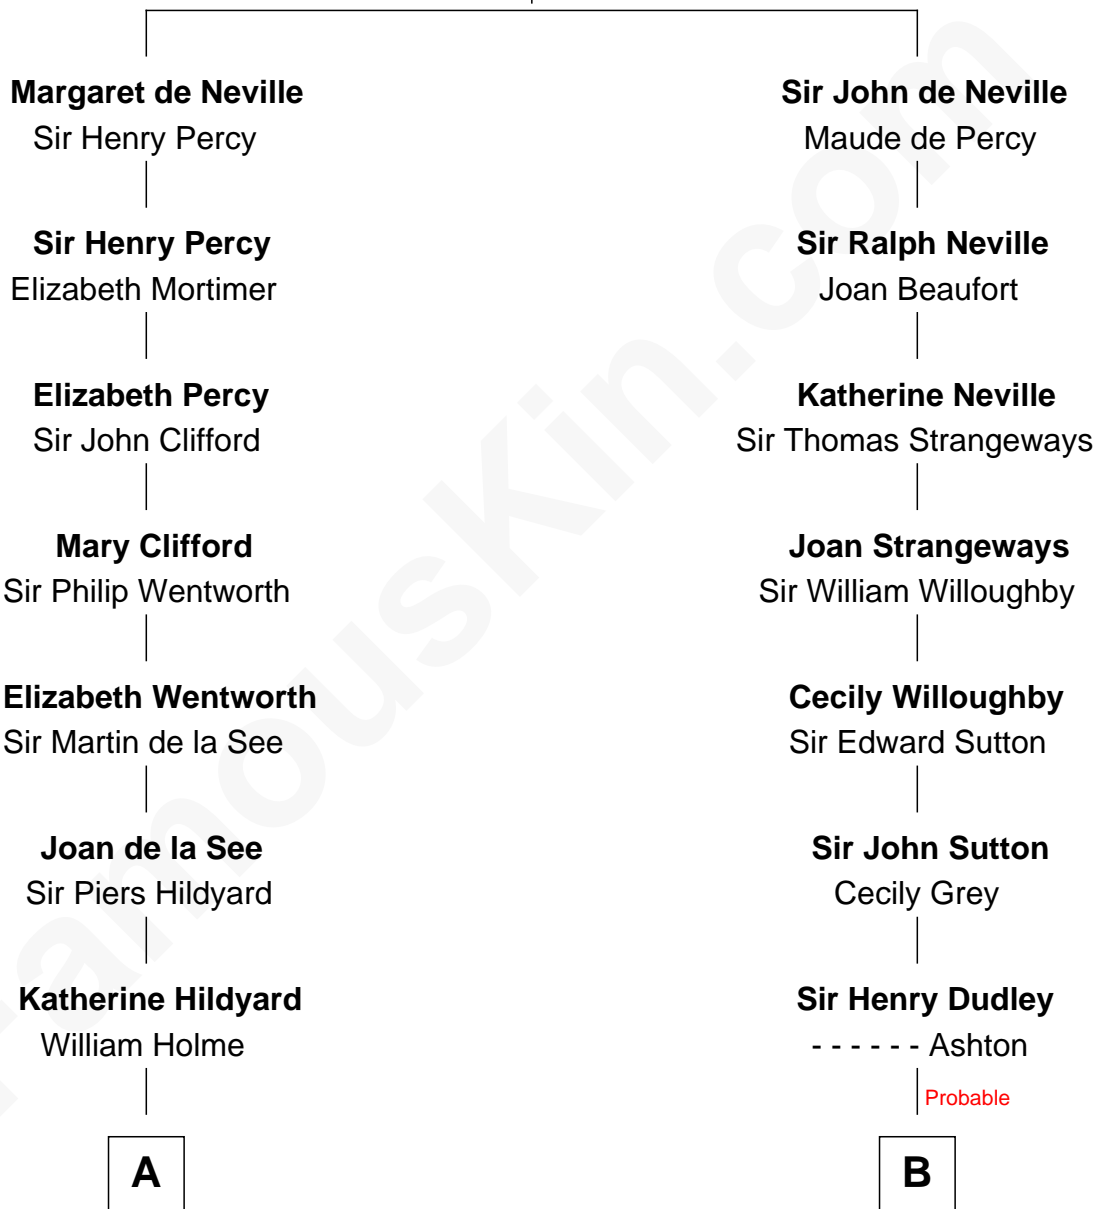 Margaret de Neville
Sir Henry Percy
Sir Henry Percy
Elizabeth Mortimer
Elizabeth Percy
Sir John Clifford
Mary Clifford
Sir Philip Wentworth
Elizabeth Wentworth
Sir Martin de la See
Joan de la See
Sir Piers Hildyard
Katherine Hildyard
William Holme
A
Sir John de Neville
Maude de Percy
Sir Ralph Neville
Joan Beaufort
Katherine Neville
Sir Thomas Strangeways
Joan Strangeways
Sir William Willoughby
Cecily Willoughby
Sir Edward Sutton
Sir John Sutton
Cecily Grey
Sir Henry Dudley
- - - - - - Ashton
Probable
B
FamousKin.com